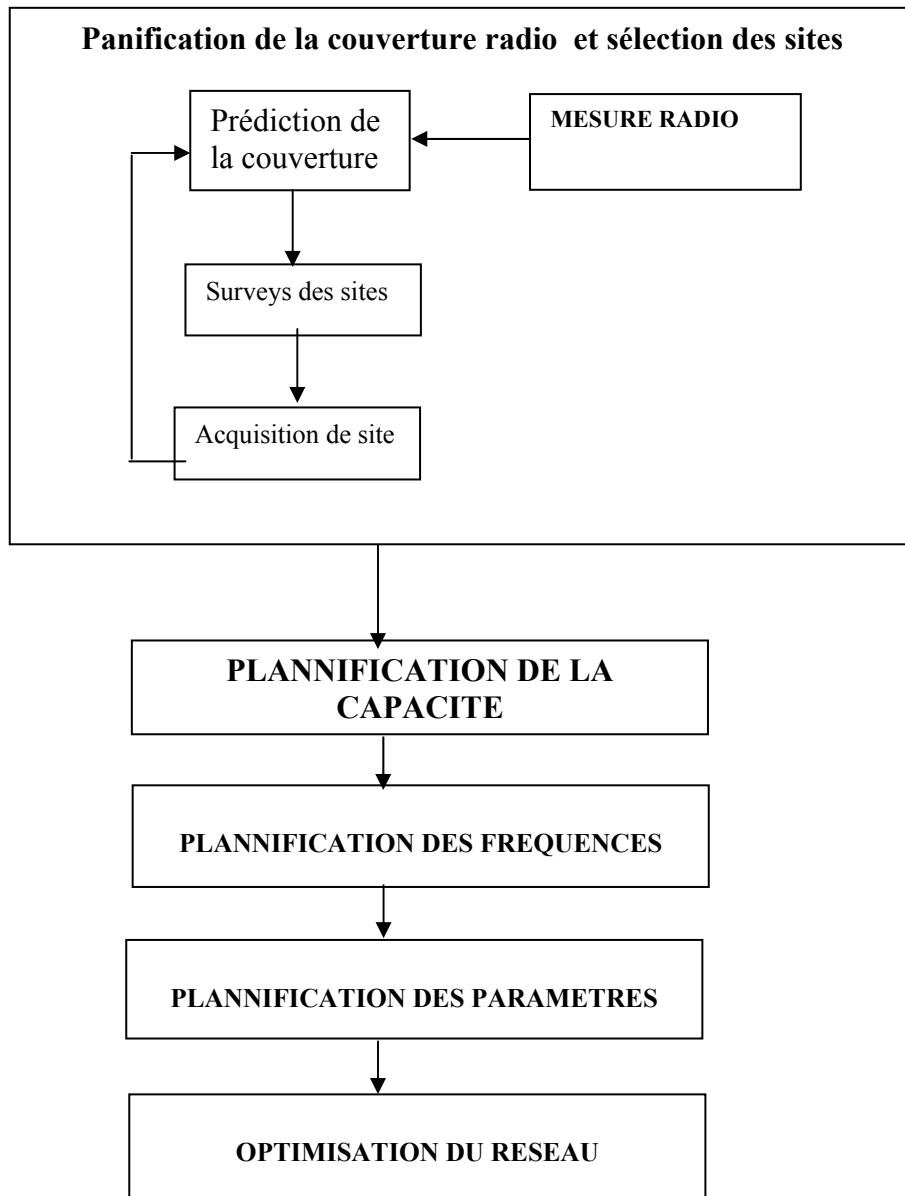 Panification de la couverture radio et sélection des sites
Prédiction de
la couverture
MESURE RADIO
Surveys des sites
Acquisition de site
PLANNIFICATION DE LA
CAPACITE
PLANNIFICATION DES FREQUENCES
PLANNIFICATION DES PARAMETRES
OPTIMISATION DU RESEAU